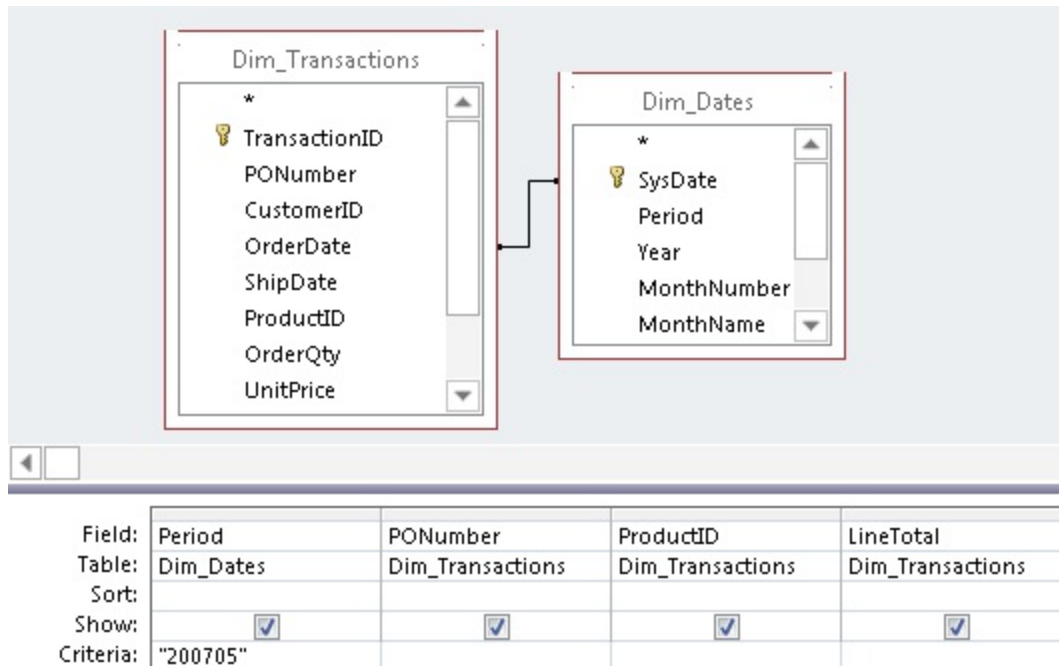 Dim_Transactions
*
TransactionID
PONumber
CustomerID
OrderDate
ShipDate
ProductID
OrderQty
UnitPrice
Dim_Dates
*
SysDate
Period
Year
MonthNumber
MonthName
Field: Period PONumber ProductID LineTotal
Table: Dim_Dates Dim_Transactions Dim_Transactions Dim_Transactions
Sort:
Show:
Criteria: "200705"